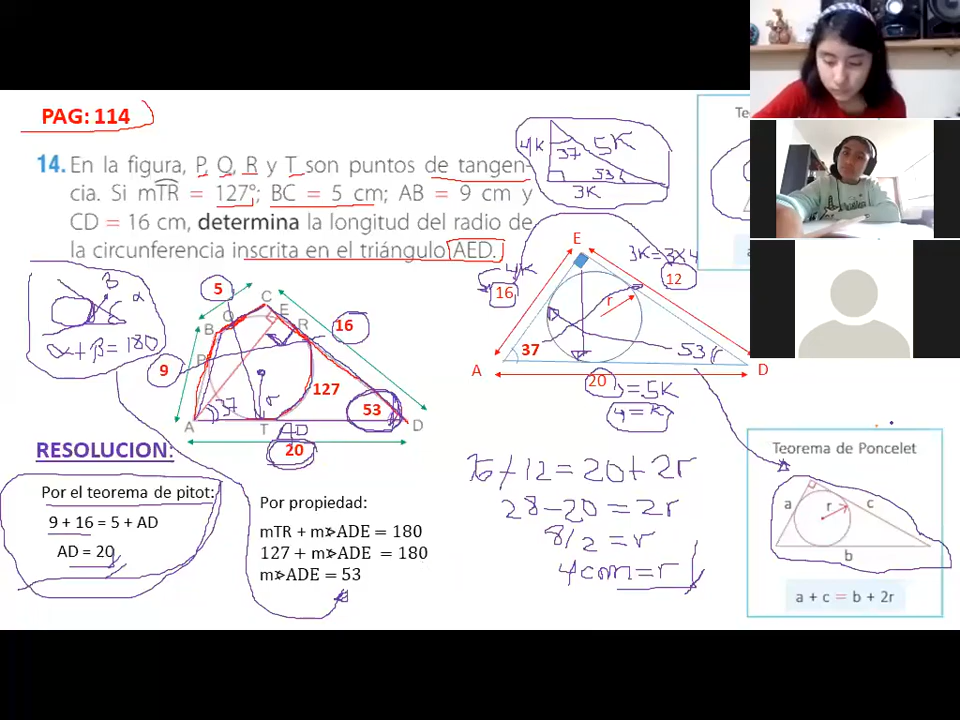 PAG: 114
14. En la figura, P, Q, R y T son puntos de tangen-
cia. Si mTR = 127°; BC = 5 cm; AB = 9 cm y
CD = 16 cm, determina la longitud del radio de
la circunferencia inscrita en el triángulo AED.
4K 37 5K
53
3K
Te
a
β α
α + β = 180
5
C
Q E
B R
16
P
9
127
37
r
53
A T D
AD
20
E
4K
16
3K = 3x4
12
r
37
53
A D
20 = 5K
4 = K
RESOLUCION:
Por el teorema de pitot:
9 + 16 = 5 + AD
AD = 20
Por propiedad:
mTR + m∢ADE = 180
127 + m∢ADE = 180
m∢ADE = 53
16 + 12 = 20 + 2r
28 - 20 = 2r
8/2 = r
4cm = r
Teorema de Poncelet
a r c
b
a + c = b + 2r